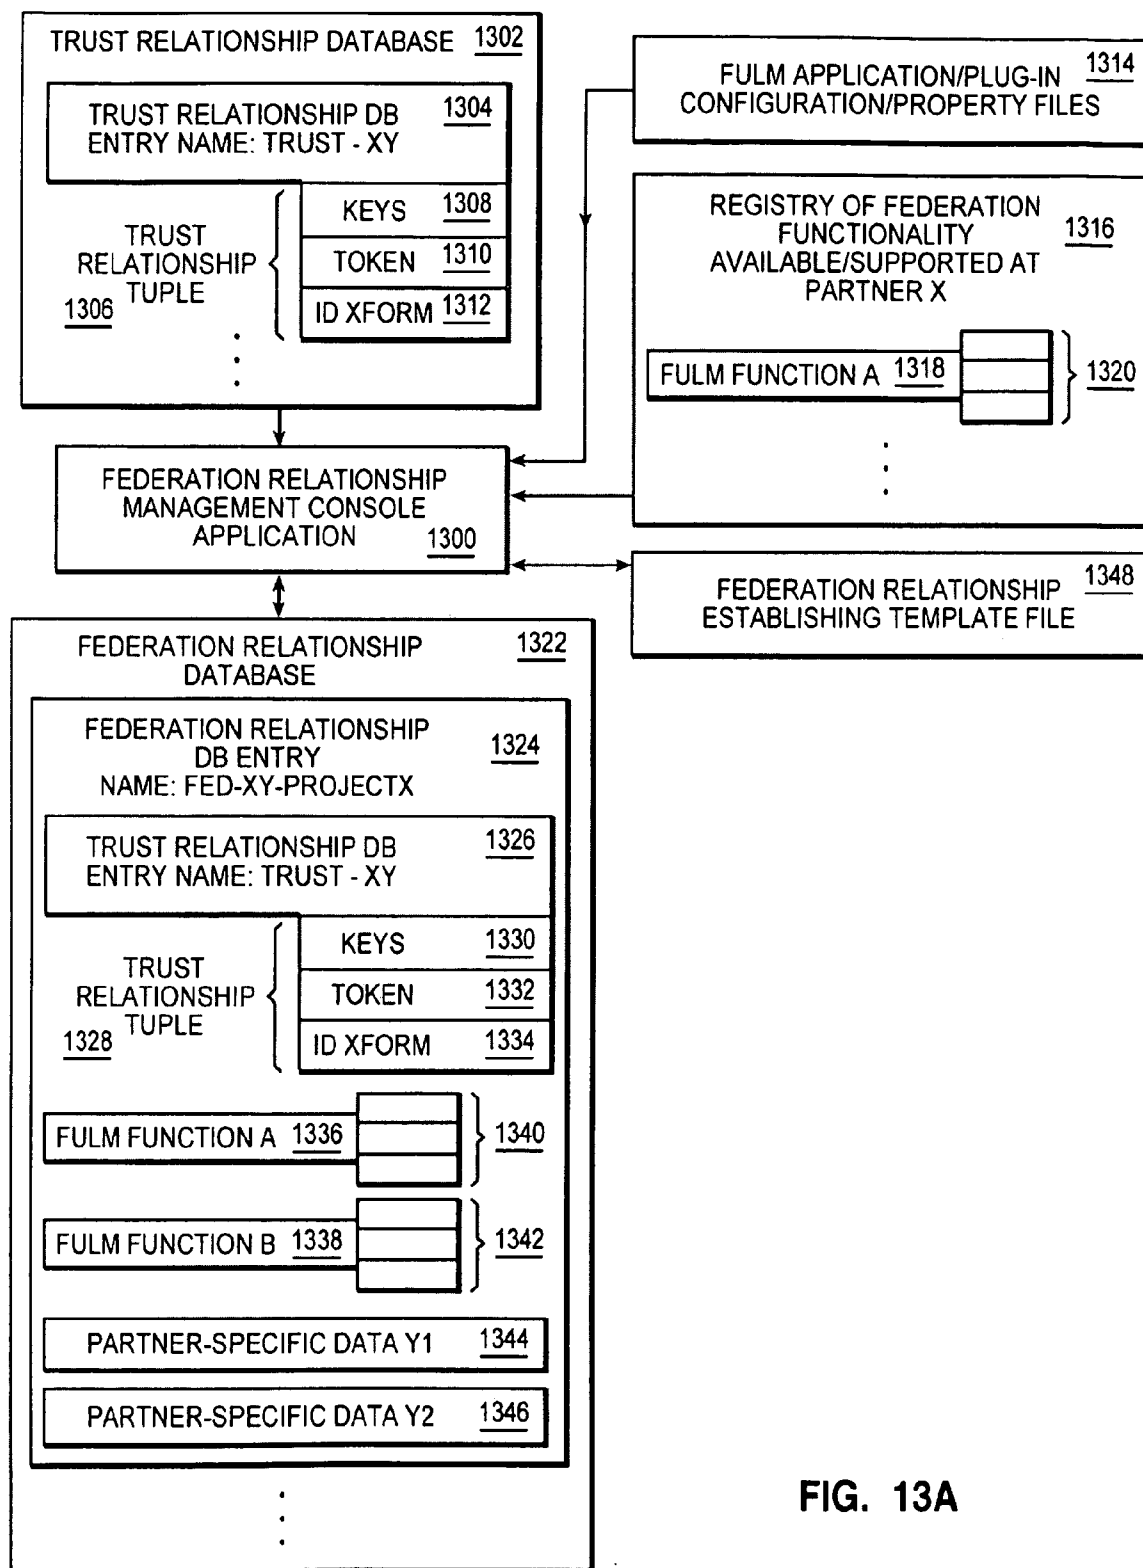 TRUST RELATIONSHIP DATABASE 1302
TRUST RELATIONSHIP DB 1304
ENTRY NAME: TRUST - XY
KEYS 1308
TOKEN 1310
ID XFORM 1312
TRUST
RELATIONSHIP
TUPLE
1306
FULM APPLICATION/PLUG-IN 1314
CONFIGURATION/PROPERTY FILES
REGISTRY OF FEDERATION
FUNCTIONALITY 1316
AVAILABLE/SUPPORTED AT
PARTNER X
FULM FUNCTION A 1318
1320
FEDERATION RELATIONSHIP
MANAGEMENT CONSOLE
APPLICATION 1300
FEDERATION RELATIONSHIP 1348
ESTABLISHING TEMPLATE FILE
FEDERATION RELATIONSHIP 1322
DATABASE
FEDERATION RELATIONSHIP
DB ENTRY 1324
NAME: FED-XY-PROJECTX
TRUST RELATIONSHIP DB 1326
ENTRY NAME: TRUST - XY
KEYS 1330
TOKEN 1332
ID XFORM 1334
TRUST
RELATIONSHIP
TUPLE
1328
FULM FUNCTION A 1336
1340
FULM FUNCTION B 1338
1342
PARTNER-SPECIFIC DATA Y1 1344
PARTNER-SPECIFIC DATA Y2 1346
FIG. 13A